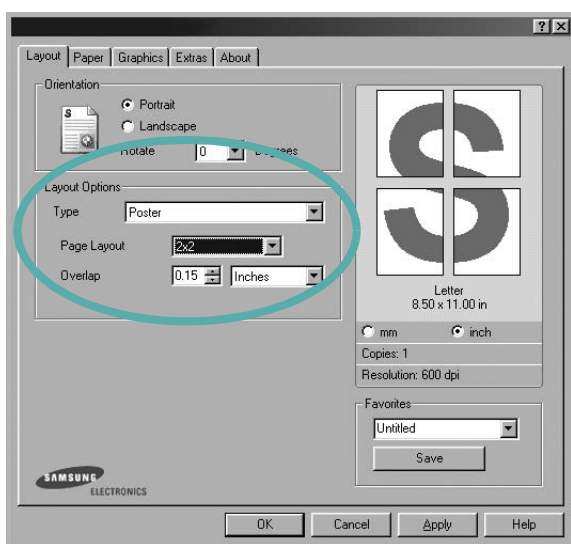 ? X
Layout Paper Graphics Extras About
Orientation
S
Portrait
Landscape
Rotate 0 Degrees
Layout Options
Type Poster
Page Layout 2x2
Overlap 0.15 Inches
S
Letter
8.50 x 11.00 in
mm inch
Copies: 1
Resolution: 600 dpi
Favorites
Untitled
Save
SAMSUNG
ELECTRONICS
OK Cancel Apply Help